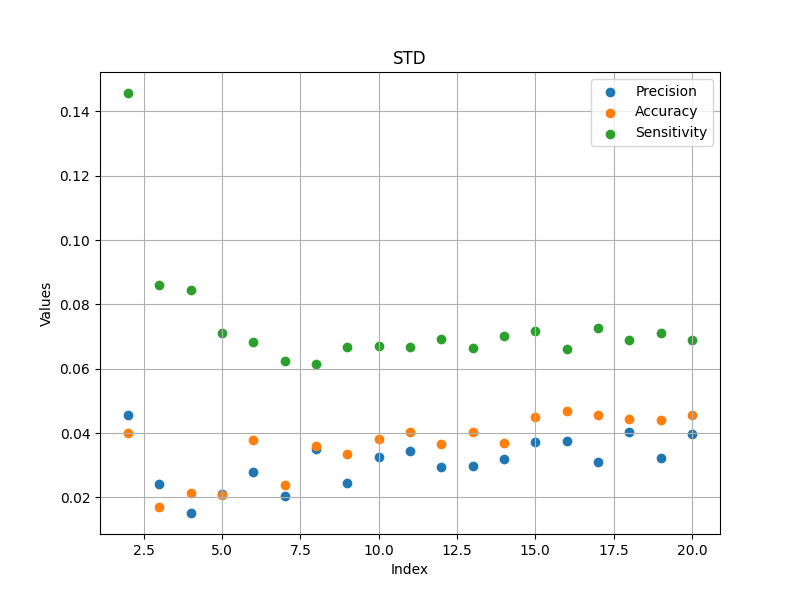 STD
Precision
Accuracy
Sensitivity
0.14
0.12
0.10
0.08
0.06
0.04
0.02
Values
2.5 5.0 7.5 10.0 12.5 15.0 17.5 20.0
Index